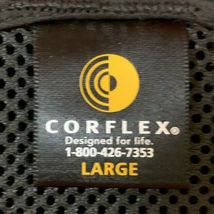 CORFLEX®
Designed for life.
1-800-426-7353
LARGE